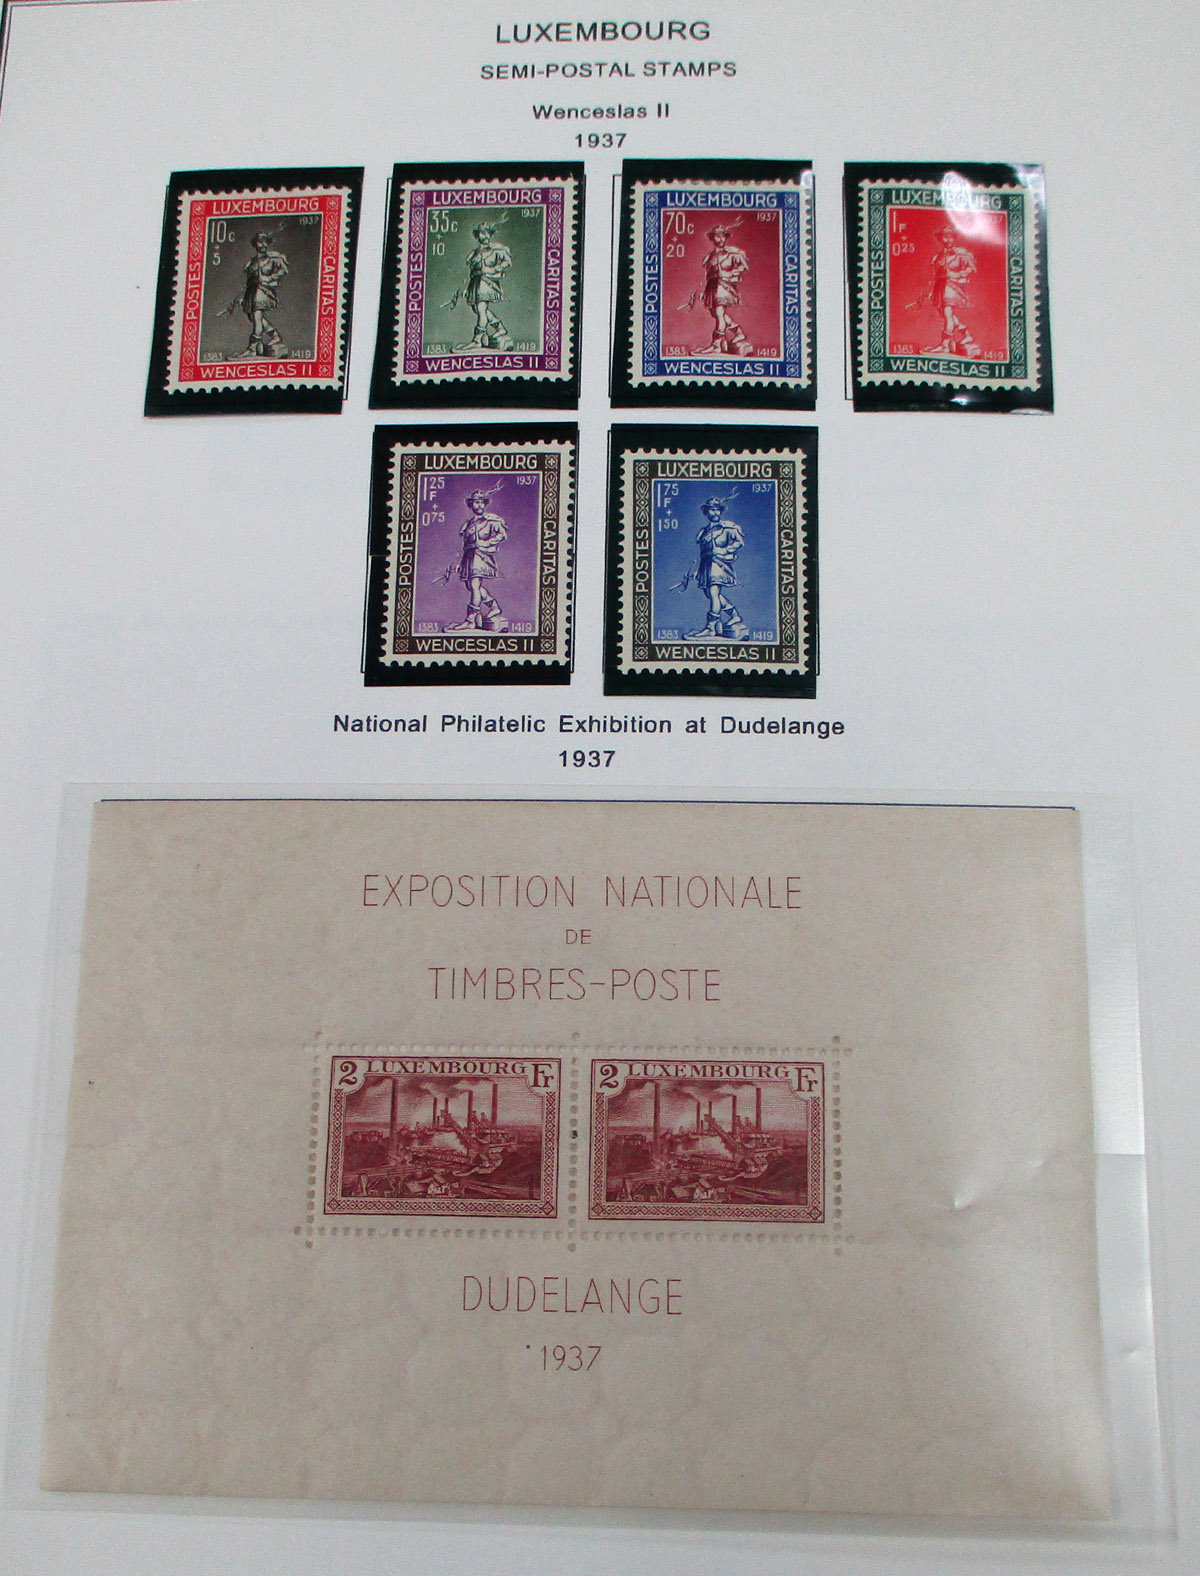 LUXEMBOURG
SEMI-POSTAL STAMPS
Wenceslas II
1937
LUXEMBOURG
10c + 5
1937
POSTES
CARITAS
1383 1419
WENCESLAS II
LUXEMBOURG
35c + 10
1937
POSTES
CARITAS
1383 1419
WENCESLAS II
LUXEMBOURG
70c + 20
1937
POSTES
CARITAS
1383 1419
WENCESLAS II
LUXEMBOURG
1F + 0.25
POSTES
CARITAS
1383 1419
WENCESLAS II
LUXEMBOURG
1.25 F + 0.75
1937
POSTES
CARITAS
1383 1419
WENCESLAS II
LUXEMBOURG
1.75 F + 1.50
1937
POSTES
CARITAS
1383 1419
WENCESLAS II
National Philatelic Exhibition at Dudelange
1937
EXPOSITION NATIONALE
DE
TIMBRES-POSTE
2 LUXEMBOURG Fr
2 LUXEMBOURG Fr
DUDELANGE
1937